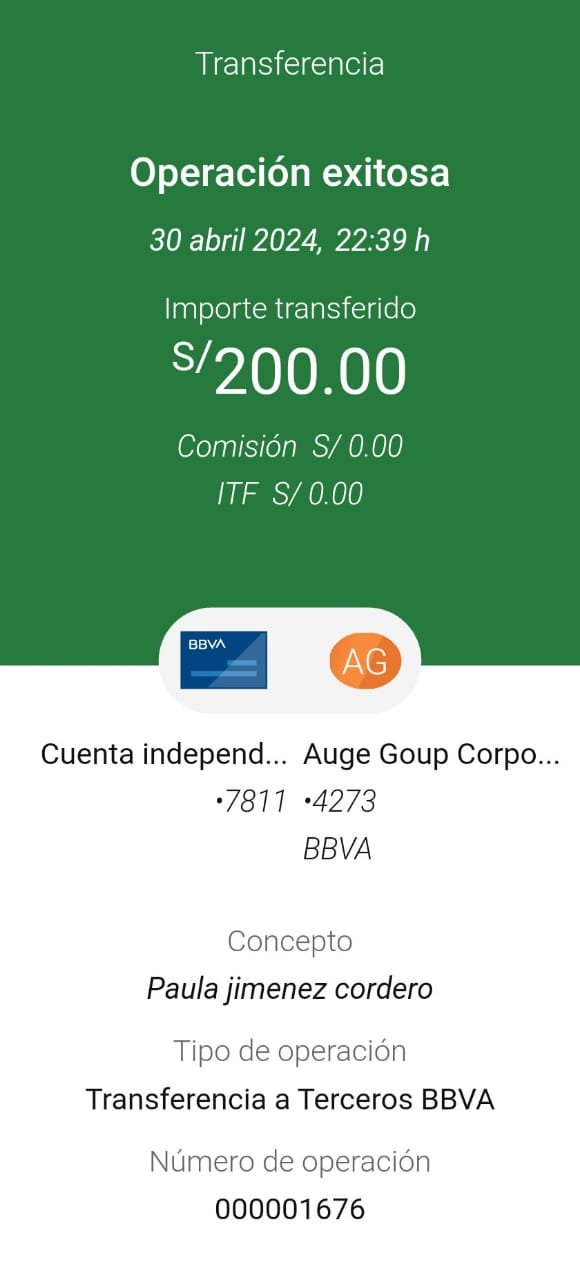 Transferencia
Operación exitosa
30 abril 2024, 22:39 h
Importe transferido
S/200.00
Comisión S/ 0.00
ITF S/ 0.00
BBVA AG
Cuenta independ... Auge Goup Corpo...
•7811 •4273
BBVA
Concepto
Paula jimenez cordero
Tipo de operación
Transferencia a Terceros BBVA
Número de operación
000001676